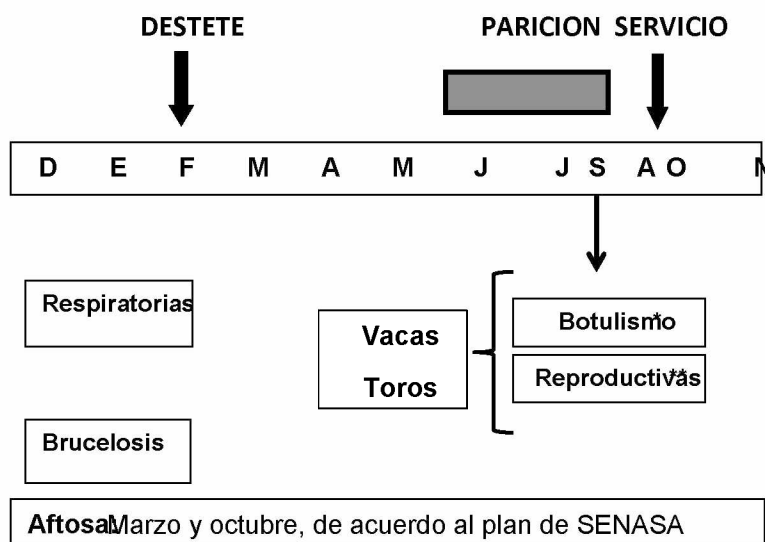 DESTETE PARICION SERVICIO
D E F M A M J J S A O N
Respiratorias
Vacas
Toros
Botulismo*
Reproductivas**
Brucelosis
Aftosa: Marzo y octubre, de acuerdo al plan de SENASA